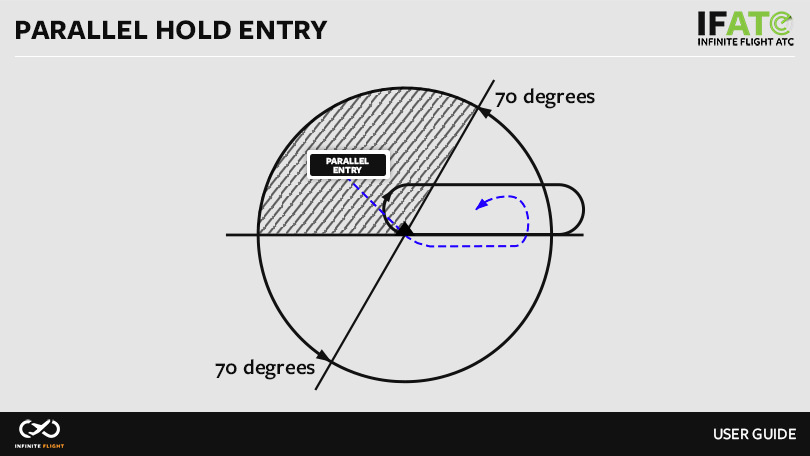 PARALLEL HOLD ENTRY
IFATC
INFINITE FLIGHT ATC
70 degrees
PARALLEL
ENTRY
70 degrees
INFINITE FLIGHT
USER GUIDE